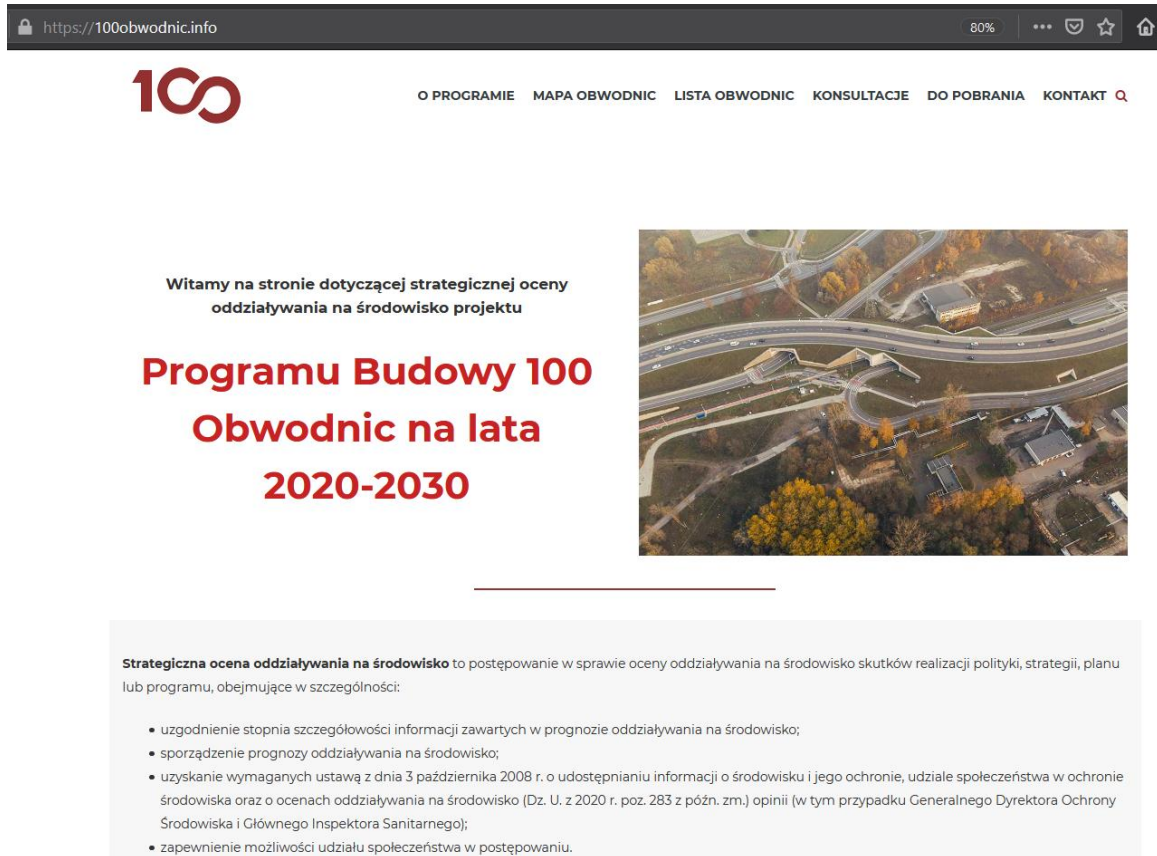 https://100obwodnic.info
80%
100
O PROGRAMIE MAPA OBWODNIC LISTA OBWODNIC KONSULTACJE DO POBRANIA KONTAKT
Witamy na stronie dotyczącej strategicznej oceny
oddziaływania na środowisko projektu
Programu Budowy 100
Obwodnic na lata
2020-2030
Strategiczna ocena oddziaływania na środowisko to postępowanie w sprawie oceny oddziaływania na środowisko skutków realizacji polityki, strategii, planu
lub programu, obejmujące w szczególności:
• uzgodnienie stopnia szczegółowości informacji zawartych w prognozie oddziaływania na środowisko;
• sporządzenie prognozy oddziaływania na środowisko;
• uzyskanie wymaganych ustawą z dnia 3 października 2008 r. o udostępnianiu informacji o środowisku i jego ochronie, udziale społeczeństwa w ochronie
środowiska oraz o ocenach oddziaływania na środowisko (Dz. U. z 2020 r. poz. 283 z późn. zm.) opinii (w tym przypadku Generalnego Dyrektora Ochrony
Środowiska i Głównego Inspektora Sanitarnego);
• zapewnienie możliwości udziału społeczeństwa w postępowaniu.